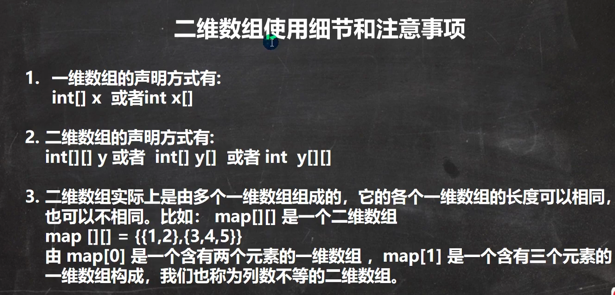 二维数组使用细节和注意事项
1. 一维数组的声明方式有:
int[] x 或者int x[]
2. 二维数组的声明方式有:
int[][] y 或者 int[] y[] 或者 int y[][]
3. 二维数组实际上是由多个一维数组组成的，它的各个一维数组的长度可以相同，
也可以不相同。比如： map[][] 是一个二维数组
map [][] = {{1,2},{3,4,5}}
由 map[0] 是一个含有两个元素的一维数组 ，map[1] 是一个含有三个元素的
一维数组构成，我们也称为列数不等的二维数组。